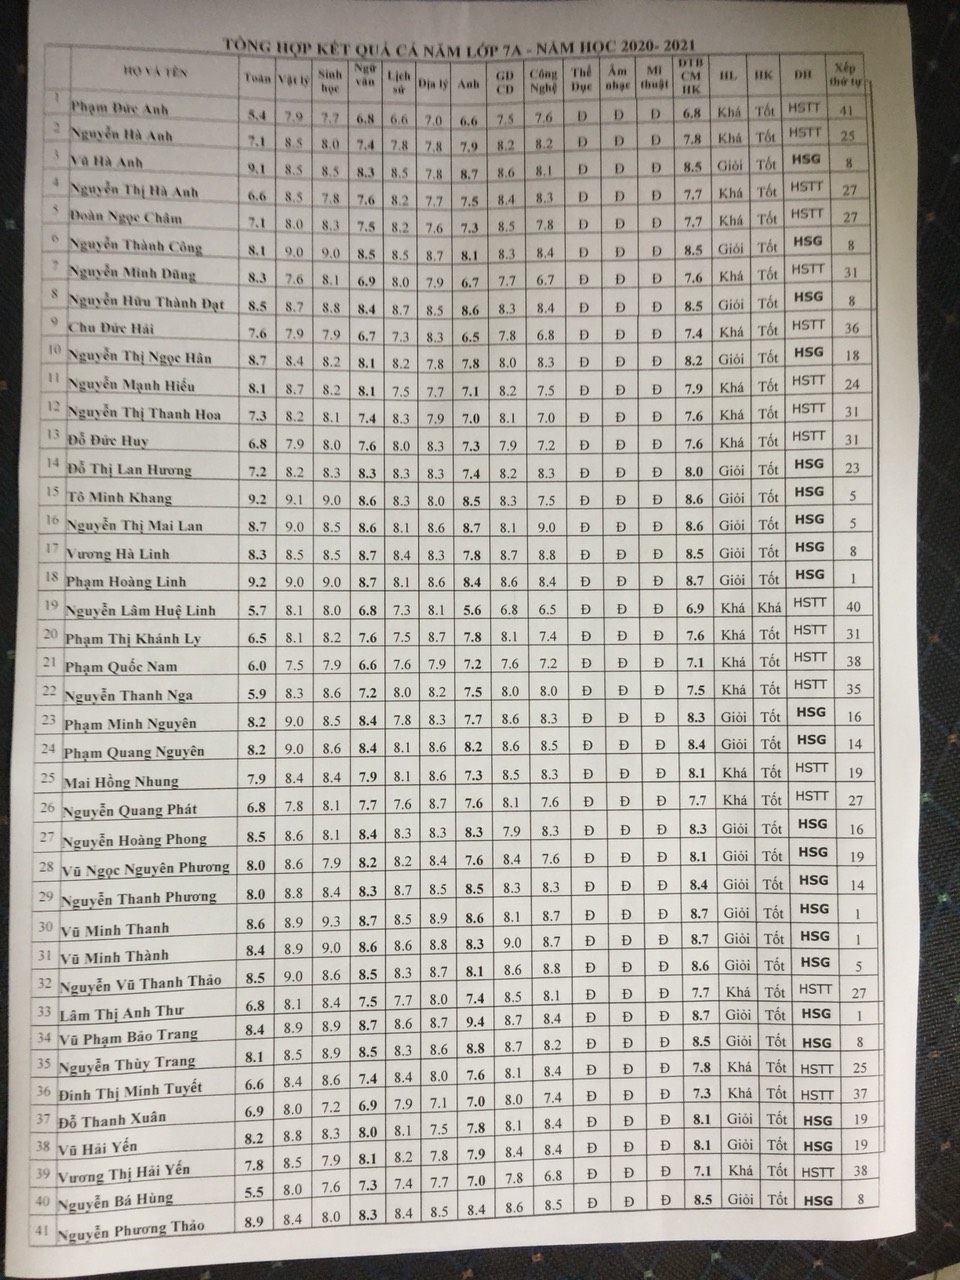 TỔNG HỢP KẾT QUẢ CẢ NĂM LỚP 7A - NĂM HỌC 2020- 2021
HỌ VÀ TÊN Toán Vật lý Sinh học Ngữ văn Lịch sử Địa lý Anh GD CD Công Nghệ Thể Dục Âm nhạc Mĩ thuật ĐTB CM HK HL HK DH Xếp thứ tự
1 Phạm Đức Anh 5.4 7.9 7.7 6.8 6.6 7.0 6.6 7.5 7.6 Đ Đ Đ 6.8 Khá Tốt HSTT 41
2 Nguyễn Hà Anh 7.1 8.5 8.0 7.4 7.8 7.8 7.9 8.2 8.2 Đ Đ Đ 7.8 Khá Tốt HSTT 25
3 Vũ Hà Anh 9.1 8.5 8.5 8.3 8.5 7.8 8.7 8.6 8.1 Đ Đ Đ 8.5 Giỏi Tốt HSG 8
4 Nguyễn Thị Hà Anh 6.6 8.5 7.8 7.6 8.2 7.7 7.5 8.4 8.3 Đ Đ Đ 7.7 Khá Tốt HSTT 27
5 Đoàn Ngọc Châm 7.1 8.0 8.3 7.5 8.2 7.6 7.3 8.5 7.8 Đ Đ Đ 7.7 Khá Tốt HSTT 27
6 Nguyễn Thành Công 8.1 9.0 9.0 8.5 8.5 8.7 8.1 8.3 8.4 Đ Đ Đ 8.5 Giỏi Tốt HSG 8
7 Nguyễn Minh Dũng 8.3 7.6 8.1 6.9 8.0 7.9 6.7 7.7 6.7 Đ Đ Đ 7.6 Khá Tốt HSTT 31
8 Nguyễn Hữu Thành Đạt 8.5 8.7 8.8 8.4 8.7 8.5 8.6 8.3 8.4 Đ Đ Đ 8.5 Giỏi Tốt HSG 8
9 Chu Đức Hải 7.6 7.9 7.9 6.7 7.3 8.3 6.5 7.8 6.8 Đ Đ Đ 7.4 Khá Tốt HSTT 36
10 Nguyễn Thị Ngọc Hân 8.7 8.4 8.2 8.1 8.2 7.8 7.8 8.0 8.3 Đ Đ Đ 8.2 Giỏi Tốt HSG 18
11 Nguyễn Mạnh Hiếu 8.1 8.7 8.2 8.1 7.5 7.7 7.1 8.2 7.5 Đ Đ Đ 7.9 Khá Tốt HSTT 24
12 Nguyễn Thị Thanh Hoa 7.3 8.2 8.1 7.4 8.3 7.9 7.0 8.1 7.0 Đ Đ Đ 7.6 Khá Tốt HSTT 31
13 Đỗ Đức Huy 6.8 7.9 8.0 7.6 8.0 8.3 7.3 7.9 7.2 Đ Đ Đ 7.6 Khá Tốt HSTT 31
14 Đỗ Thị Lan Hương 7.2 8.2 8.3 8.3 8.3 8.3 7.4 8.2 8.3 Đ Đ Đ 8.0 Giỏi Tốt HSG 23
15 Tô Minh Khang 9.2 9.1 9.0 8.6 8.3 8.0 8.5 8.3 7.5 Đ Đ Đ 8.6 Giỏi Tốt HSG 5
16 Nguyễn Thị Mai Lan 8.7 9.0 8.5 8.6 8.1 8.6 8.7 8.1 9.0 Đ Đ Đ 8.6 Giỏi Tốt HSG 5
17 Vương Hà Linh 8.3 8.5 8.5 8.7 8.4 8.3 7.8 8.7 8.8 Đ Đ Đ 8.5 Giỏi Tốt HSG 8
18 Phạm Hoàng Linh 9.2 9.0 9.0 8.7 8.1 8.6 8.4 8.6 8.4 Đ Đ Đ 8.7 Giỏi Tốt HSG 1
19 Nguyễn Lâm Huệ Linh 5.7 8.1 8.0 6.8 7.3 8.1 5.6 6.8 6.5 Đ Đ Đ 6.9 Khá Khá HSTT 40
20 Phạm Thị Khánh Ly 6.5 8.1 8.2 7.6 7.5 8.7 7.8 8.1 7.4 Đ Đ Đ 7.6 Khá Tốt HSTT 31
21 Phạm Quốc Nam 6.0 7.5 7.9 6.6 7.6 7.9 7.2 7.6 7.2 Đ Đ Đ 7.1 Khá Tốt HSTT 38
22 Nguyễn Thanh Nga 5.9 8.3 8.6 7.2 8.0 8.2 7.5 8.0 8.0 Đ Đ Đ 7.5 Khá Tốt HSTT 35
23 Phạm Minh Nguyên 8.2 9.0 8.5 8.4 7.8 8.3 7.7 8.6 8.3 Đ Đ Đ 8.3 Giỏi Tốt HSG 16
24 Phạm Quang Nguyên 8.2 9.0 8.6 8.4 8.1 8.6 8.2 8.6 8.5 Đ Đ Đ 8.4 Giỏi Tốt HSG 14
25 Mai Hồng Nhung 7.9 8.4 8.4 7.9 8.1 8.6 7.3 8.5 8.3 Đ Đ Đ 8.1 Khá Tốt HSTT 19
26 Nguyễn Quang Phát 6.8 7.8 8.1 7.7 7.6 8.7 7.6 8.1 7.6 Đ Đ Đ 7.7 Khá Tốt HSTT 27
27 Nguyễn Hoàng Phong 8.5 8.6 8.1 8.4 8.3 8.3 8.3 7.9 8.3 Đ Đ Đ 8.3 Giỏi Tốt HSG 16
28 Vũ Ngọc Nguyên Phương 8.0 8.6 7.9 8.2 8.2 8.4 7.6 8.4 7.6 Đ Đ Đ 8.1 Giỏi Tốt HSG 19
29 Nguyễn Thanh Phương 8.0 8.8 8.4 8.3 8.7 8.5 8.5 8.3 8.3 Đ Đ Đ 8.4 Giỏi Tốt HSG 14
30 Vũ Minh Thanh 8.6 8.9 9.3 8.7 8.5 8.9 8.6 8.1 8.7 Đ Đ Đ 8.7 Giỏi Tốt HSG 1
31 Vũ Minh Thành 8.4 8.9 9.0 8.6 8.6 8.8 8.3 9.0 8.7 Đ Đ Đ 8.7 Giỏi Tốt HSG 1
32 Nguyễn Vũ Thanh Thảo 8.5 9.0 8.6 8.5 8.3 8.7 8.1 8.6 8.8 Đ Đ Đ 8.6 Giỏi Tốt HSG 5
33 Lâm Thị Anh Thư 6.8 8.1 8.4 7.5 7.7 8.0 7.4 8.5 8.1 Đ Đ Đ 7.7 Khá Tốt HSTT 27
34 Vũ Phạm Bảo Trang 8.4 8.9 8.9 8.7 8.6 8.7 9.4 8.7 8.4 Đ Đ Đ 8.7 Giỏi Tốt HSG 1
35 Nguyễn Thùy Trang 8.1 8.5 8.9 8.5 8.3 8.6 8.8 8.7 8.2 Đ Đ Đ 8.5 Giỏi Tốt HSG 8
36 Đinh Thị Minh Tuyết 6.6 8.4 8.6 7.4 8.4 8.0 7.6 8.1 8.4 Đ Đ Đ 7.8 Khá Tốt HSTT 25
37 Đỗ Thanh Xuân 6.9 8.0 7.2 6.9 7.9 7.1 7.0 8.0 7.4 Đ Đ Đ 7.3 Khá Tốt HSTT 37
38 Vũ Hải Yến 8.2 8.8 8.3 8.0 8.1 7.5 7.8 8.1 8.4 Đ Đ Đ 8.1 Giỏi Tốt HSG 19
39 Vương Thị Hải Yến 7.8 8.5 7.9 8.1 8.2 7.8 7.9 8.4 8.4 Đ Đ Đ 8.1 Giỏi Tốt HSG 19
40 Nguyễn Bá Hùng 5.5 8.0 7.6 7.3 7.4 7.7 7.0 7.8 6.8 Đ Đ Đ 7.1 Khá Tốt HSTT 38
41 Nguyễn Phương Thảo 8.9 8.4 8.0 8.3 8.4 8.5 8.4 8.6 8.5 Đ Đ Đ 8.5 Giỏi Tốt HSG 8